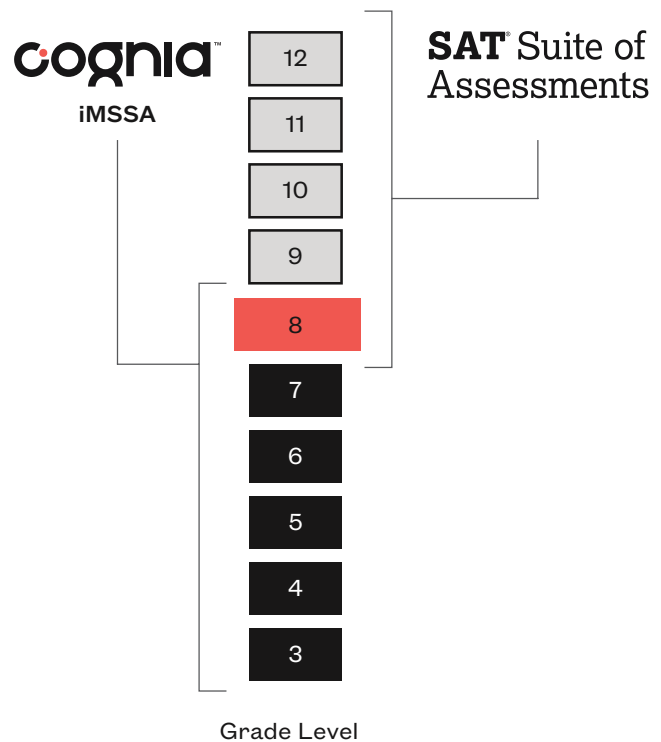 cognia™
iMSSA
SAT® Suite of
Assessments
12
11
10
9
8
7
6
5
4
3
Grade Level